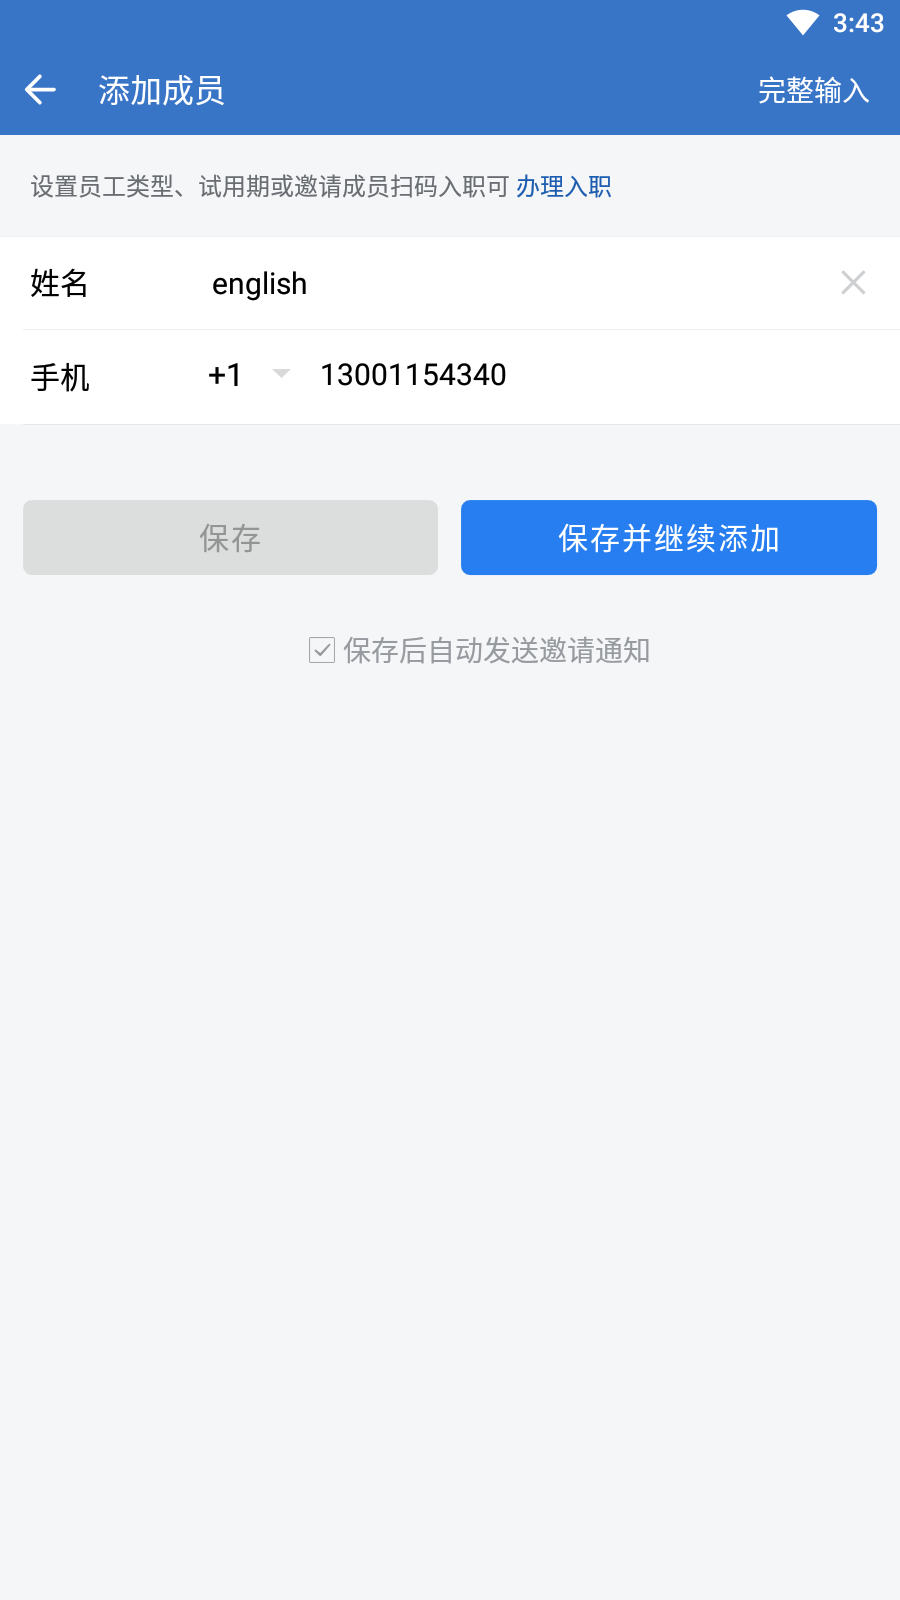 3:43
添加成员 完整输入
设置员工类型、试用期或邀请成员扫码入职可 办理入职
姓名 english
手机 +1 13001154340
保存 保存并继续添加
保存后自动发送邀请通知